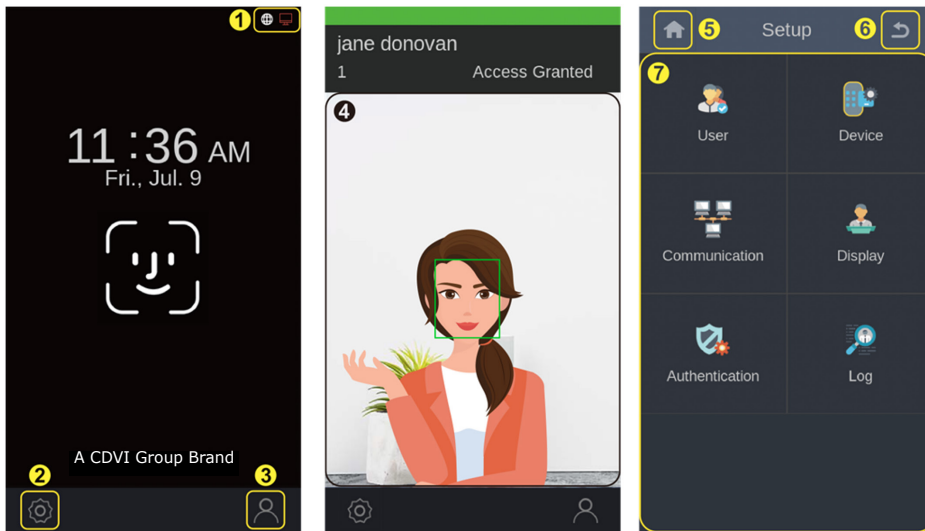 1
11 : 36 AM
Fri., Jul. 9
A CDVI Group Brand
2
3
jane donovan
1 Access Granted
4
5 Setup 6
7
User Device
Communication Display
Authentication Log